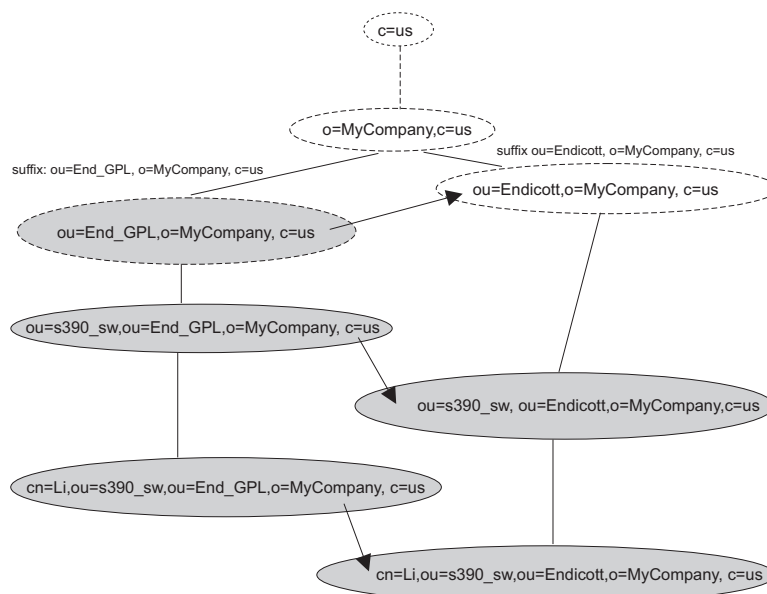 c=us
o=MyCompany,c=us
suffix: ou=End_GPL, o=MyCompany, c=us
suffix ou=Endicott, o=MyCompany, c=us
ou=Endicott,o=MyCompany, c=us
ou=End_GPL,o=MyCompany, c=us
ou=s390_sw,ou=End_GPL,o=MyCompany, c=us
ou=s390_sw, ou=Endicott,o=MyCompany,c=us
cn=Li,ou=s390_sw,ou=End_GPL,o=MyCompany, c=us
cn=Li,ou=s390_sw,ou=Endicott,o=MyCompany, c=us